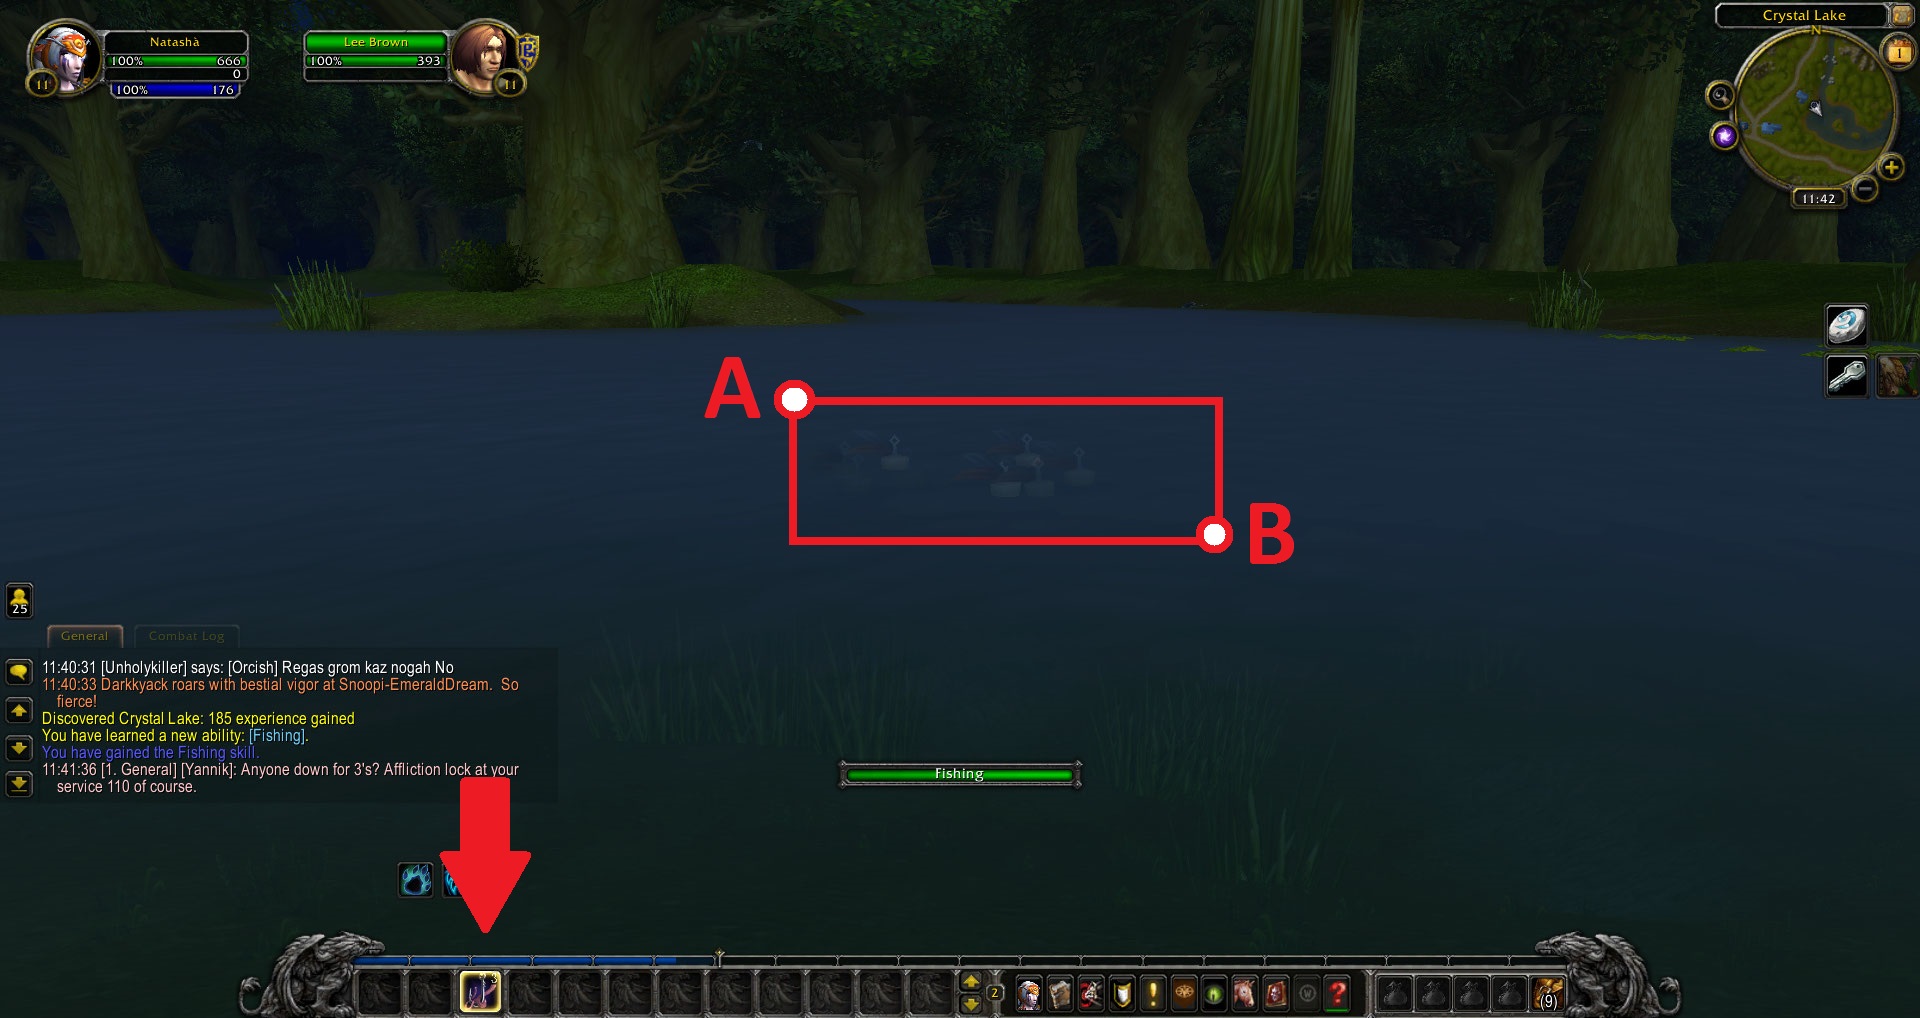 Natashà
100% 666
0
11
100% 176
Lee Brown
100% 393
11
Crystal Lake
N
1
11:42
A
B
25
General
Combat Log
11:40:31 [Unholykiller] says: [Orcish] Regas grom kaz nogah No
11:40:33 Darkkyack roars with bestial vigor at Snoopi-EmeraldDream. So
fierce!
Discovered Crystal Lake: 185 experience gained
You have learned a new ability: [Fishing].
You have gained the Fishing skill.
11:41:36 [1. General] [Yannik]: Anyone down for 3's? Affliction lock at your
service 110 of course.
Fishing
3
2
?
(9)